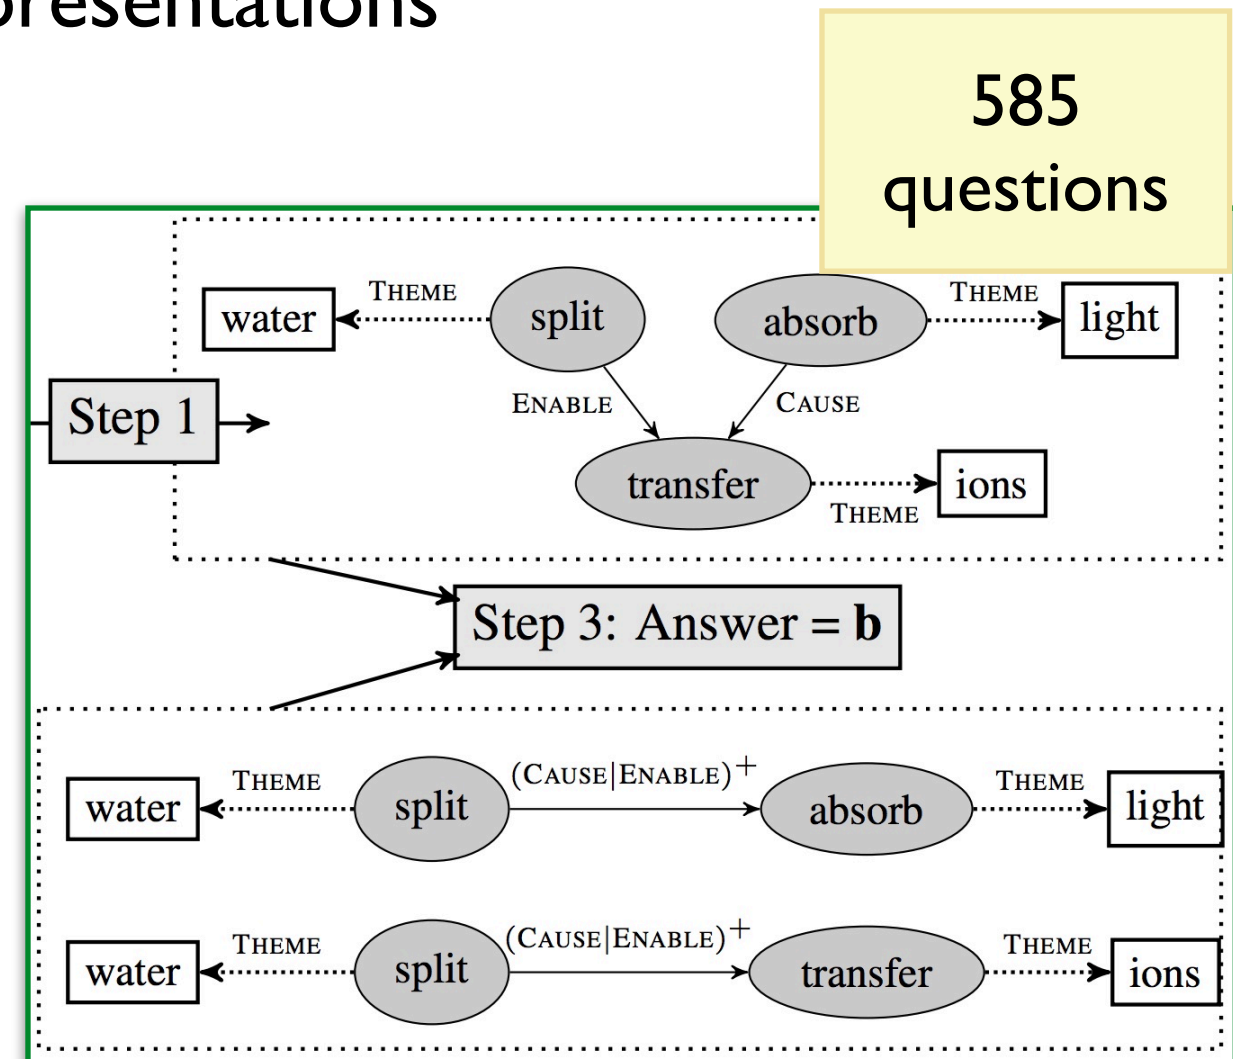 presentations
585
questions
THEME
THEME
water
split
absorb
light
ENABLE
CAUSE
Step 1
transfer
ions
THEME
Step 3: Answer = b
THEME
(CAUSE|ENABLE)+
THEME
water
split
absorb
light
THEME
(CAUSE|ENABLE)+
THEME
water
split
transfer
ions